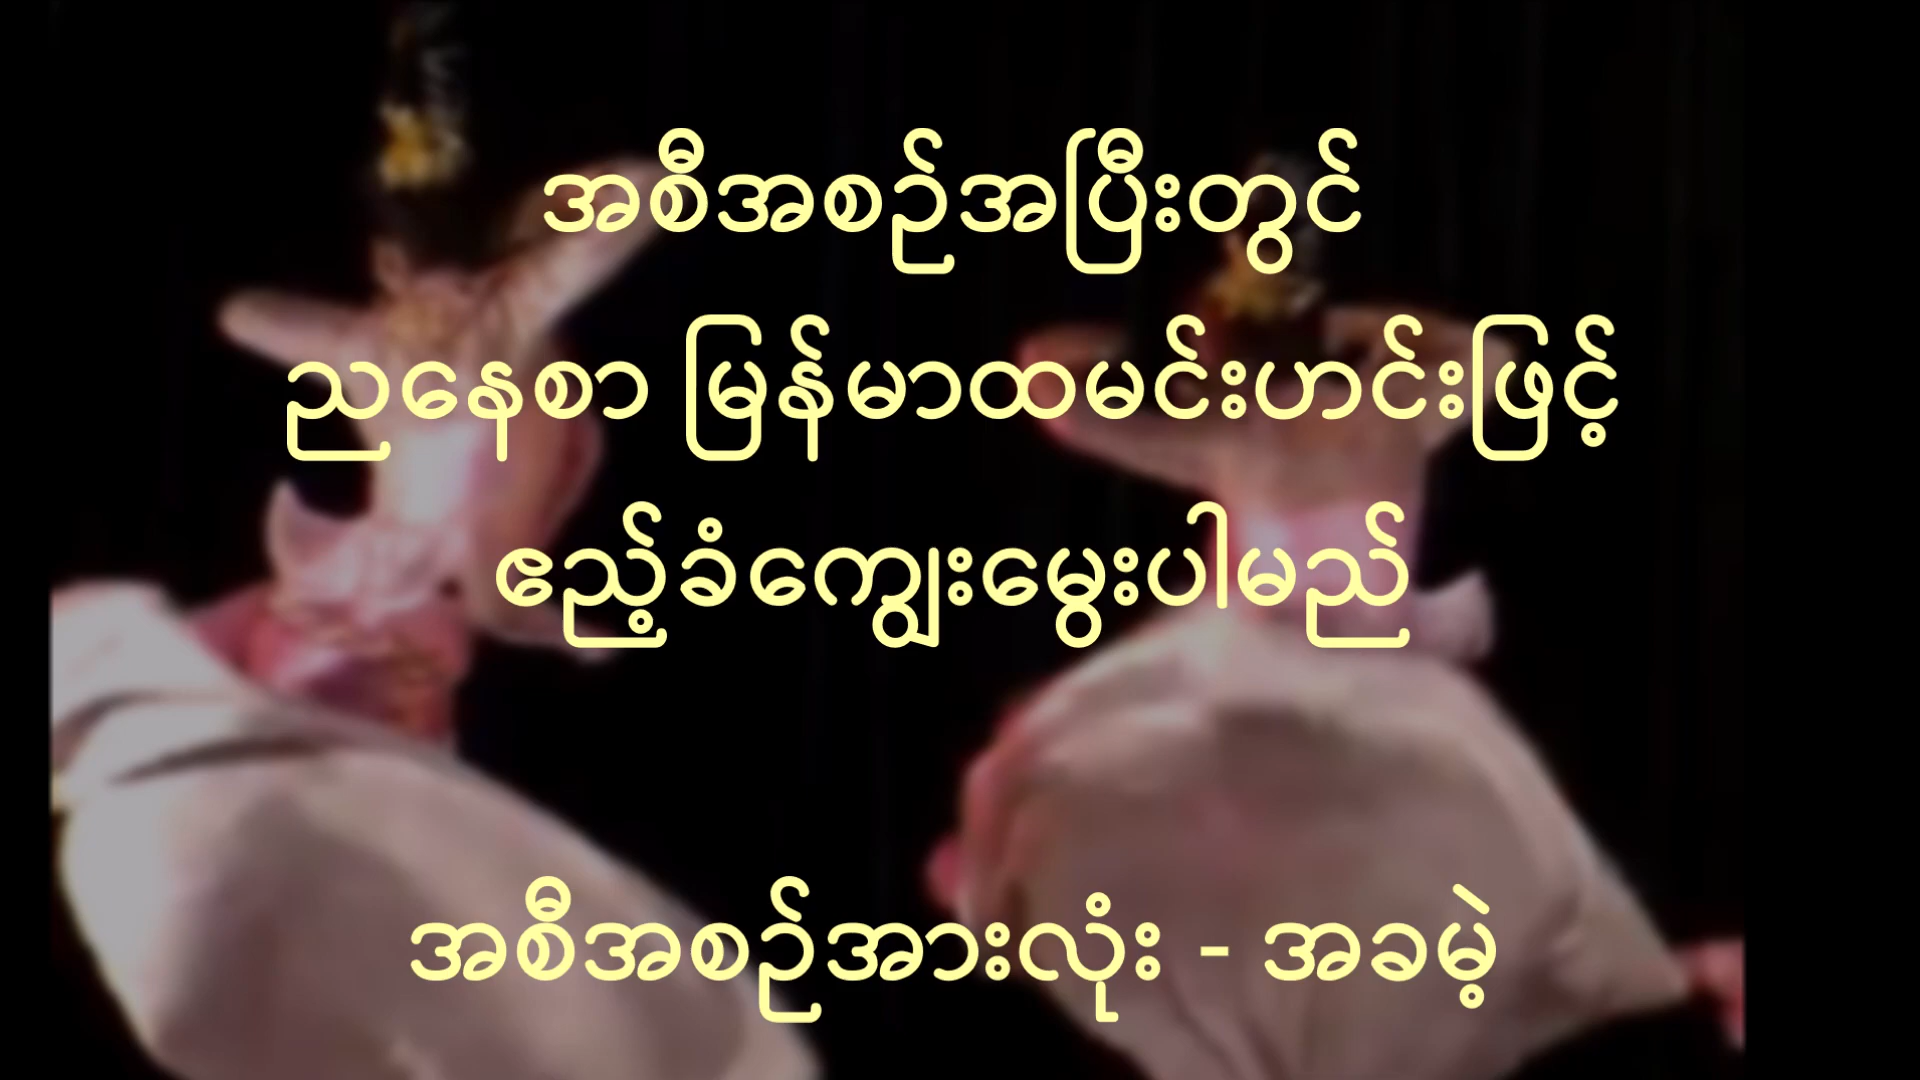 အစီအစဉ်အပြီးတွင်
ညနေစာ မြန်မာထမင်းဟင်းဖြင့်
ဧည့်ခံကျွေးမွေးပါမည်
အစီအစဉ်အားလုံး - အခမဲ့